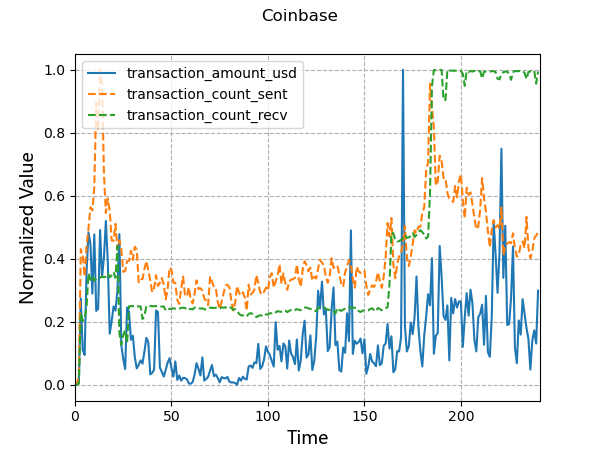 Coinbase
transaction_amount_usd
transaction_count_sent
transaction_count_recv
1.0
0.8
0.6
0.4
0.2
0.0
Normalized Value
0 50 100 150 200
Time